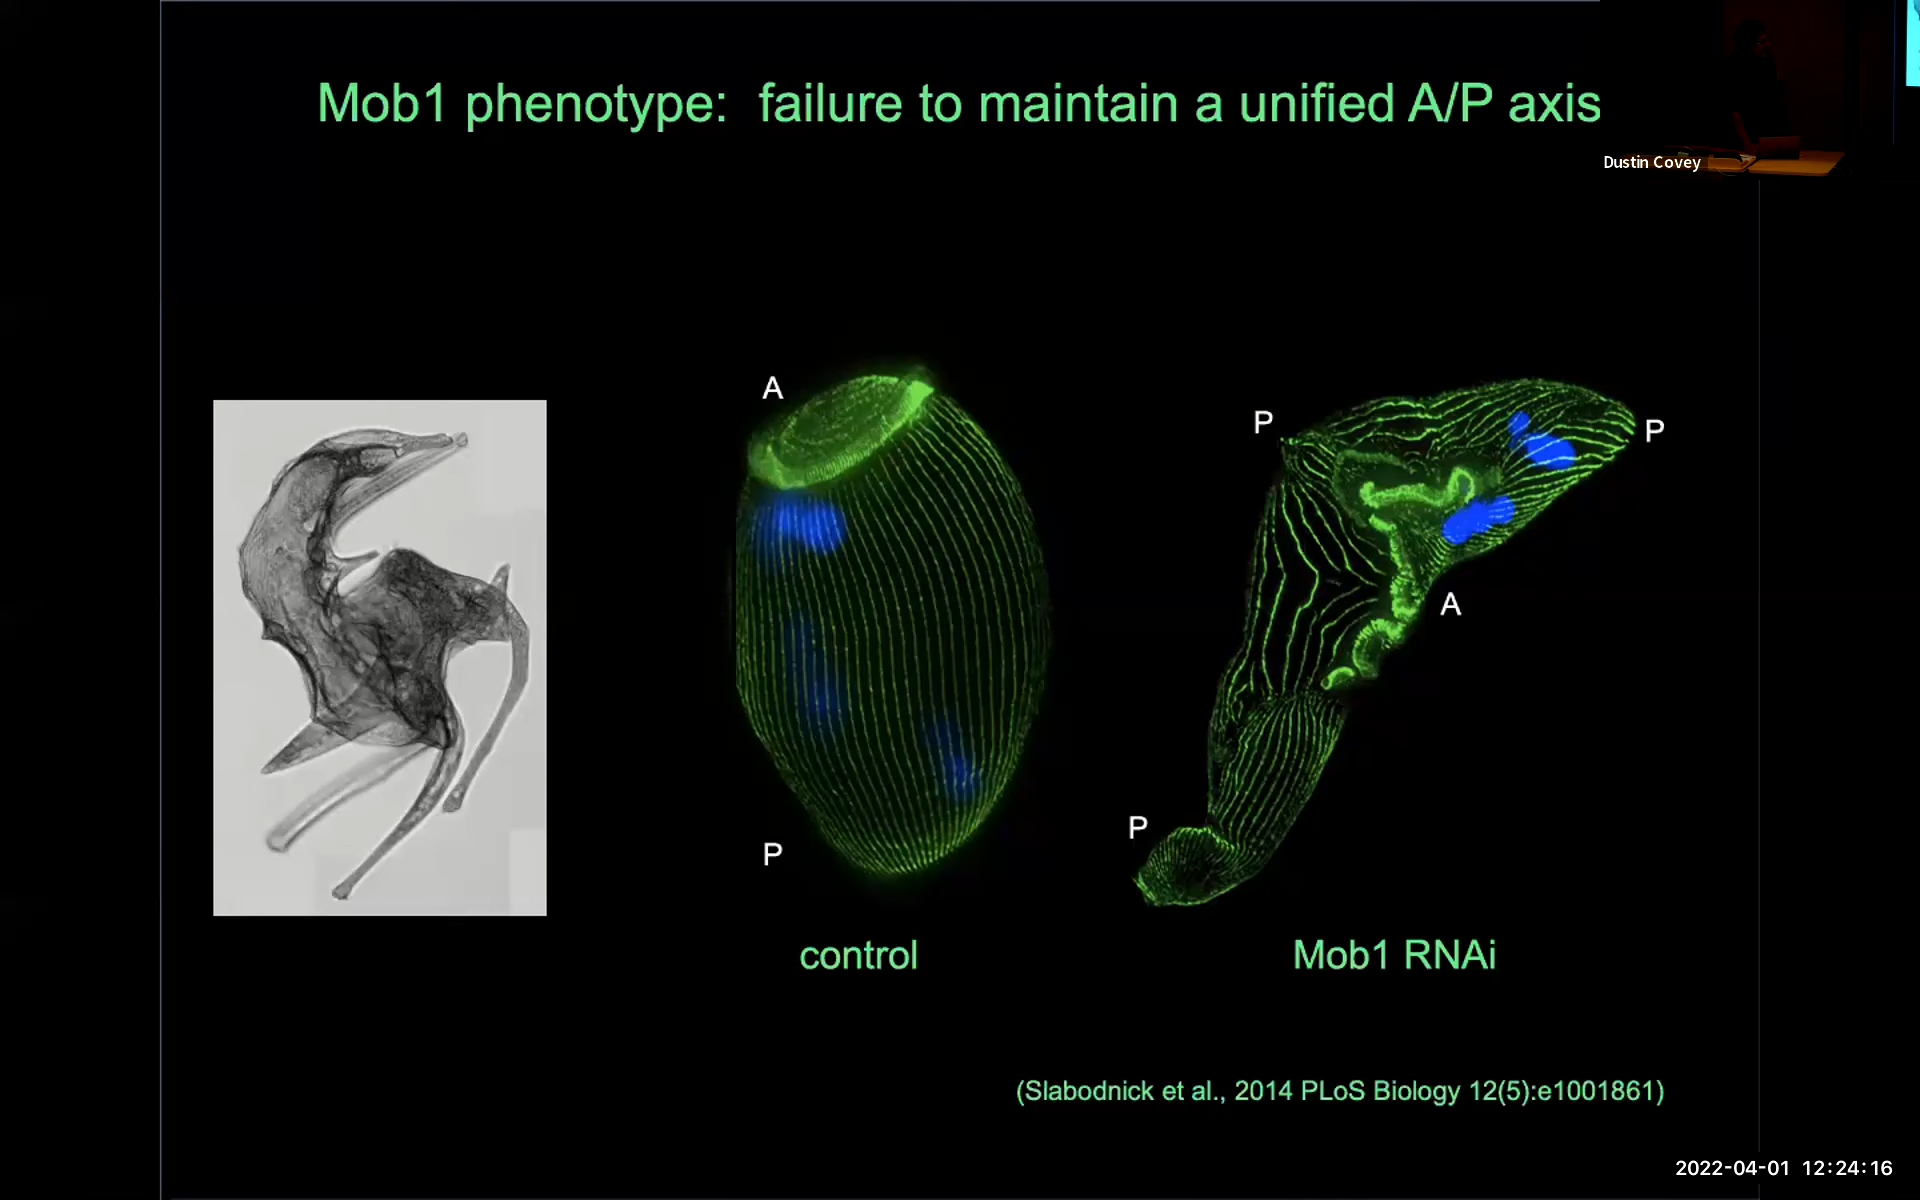 Mob1 phenotype:  failure to maintain a unified A/P axis
Dustin Covey
A
P
P
P
A
P
control
Mob1 RNAi
(Slabodnick et al., 2014 PLoS Biology 12(5):e1001861)
2022-04-01 12:24:16